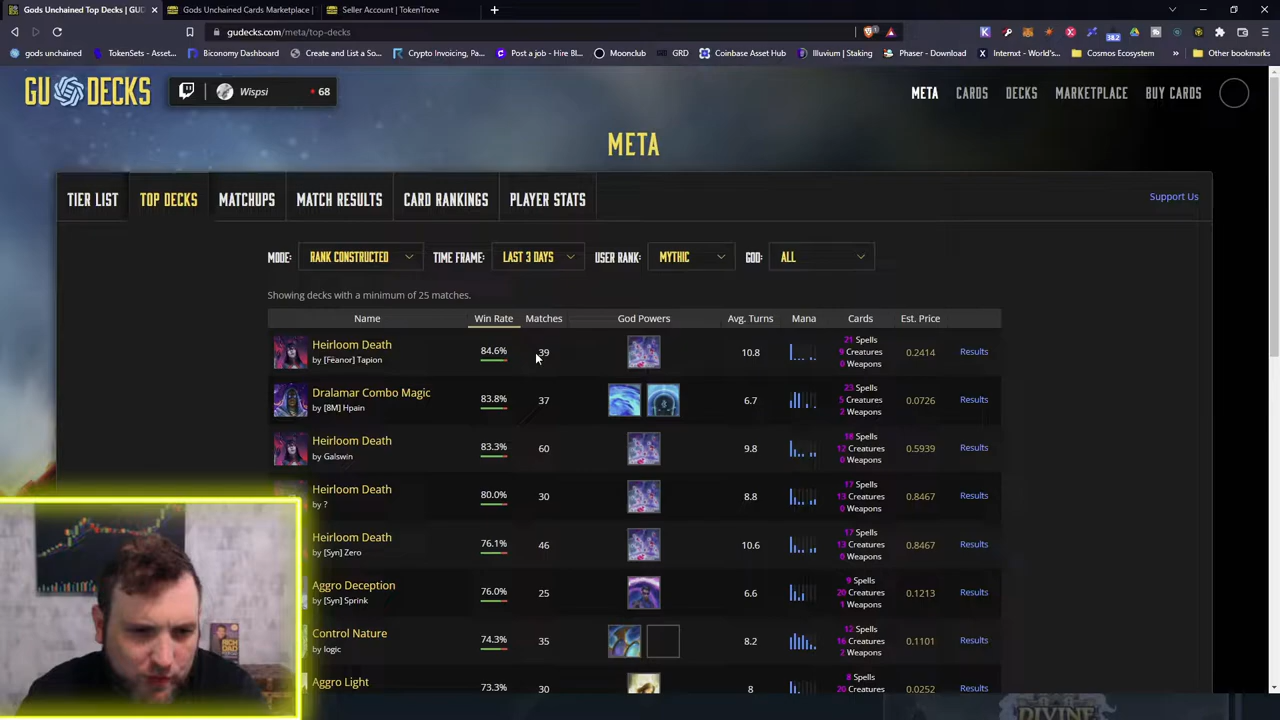 Gods Unchained Top Decks | GUD
Gods Unchained Cards Marketplace |
Seller Account | TokenTrove
gudecks.com/meta/top-decks
gods unchained
TokenSets - Asset...
Biconomy Dashboard
Create and List a So...
Crypto Invoicing, Pa...
Post a job - Hire Bl...
Moonclub
GRD
Coinbase Asset Hub
Illuvium | Staking
Phaser - Download
Internxt - World's...
Cosmos Ecosystem
Other bookmarks
GU DECKS
Wispsi
68
META
CARDS
DECKS
MARKETPLACE
BUY CARDS
META
TIER LIST
TOP DECKS
MATCHUPS
MATCH RESULTS
CARD RANKINGS
PLAYER STATS
Support Us
MODE: RANK CONSTRUCTED
TIME FRAME: LAST 3 DAYS
USER RANK: MYTHIC
GOD: ALL
Showing decks with a minimum of 25 matches.
Name Win Rate Matches God Powers Avg. Turns Mana Cards Est. Price
Heirloom Death
by [Fëanor] Tapion
84.6% 39 10.8
21 Spells
9 Creatures
0 Weapons
0.2414 Results
Dralamar Combo Magic
by [8M] Hpain
83.8% 37 6.7
23 Spells
5 Creatures
2 Weapons
0.0726 Results
Heirloom Death
by Galswin
83.3% 60 9.8
18 Spells
12 Creatures
0 Weapons
0.5939 Results
Heirloom Death
by ?
80.0% 30 8.8
17 Spells
13 Creatures
0 Weapons
0.8467 Results
Heirloom Death
by [Syn] Zero
76.1% 46 10.6
17 Spells
13 Creatures
0 Weapons
0.8467 Results
Aggro Deception
by [Syn] Sprink
76.0% 25 6.6
9 Spells
20 Creatures
1 Weapons
0.1213 Results
Control Nature
by logic
74.3% 35 8.2
12 Spells
16 Creatures
2 Weapons
0.1101 Results
Aggro Light
73.3% 30 8
8 Spells
20 Creatures
0.0252 Results
RICH
DAD
DIVINE